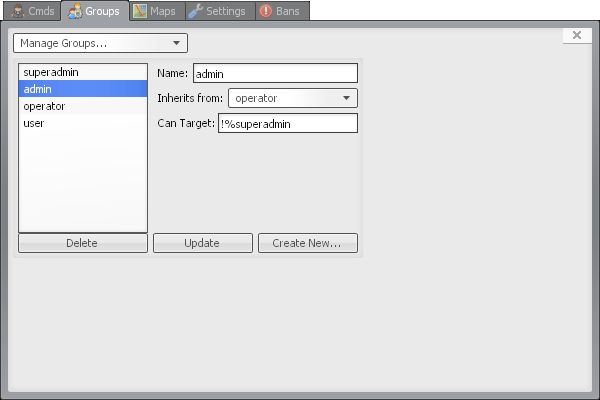 Cmds Groups Maps Settings Bans
Manage Groups...
superadmin
admin
operator
user
Name: admin
Inherits from: operator
Can Target: !%superadmin
Delete Update Create New...